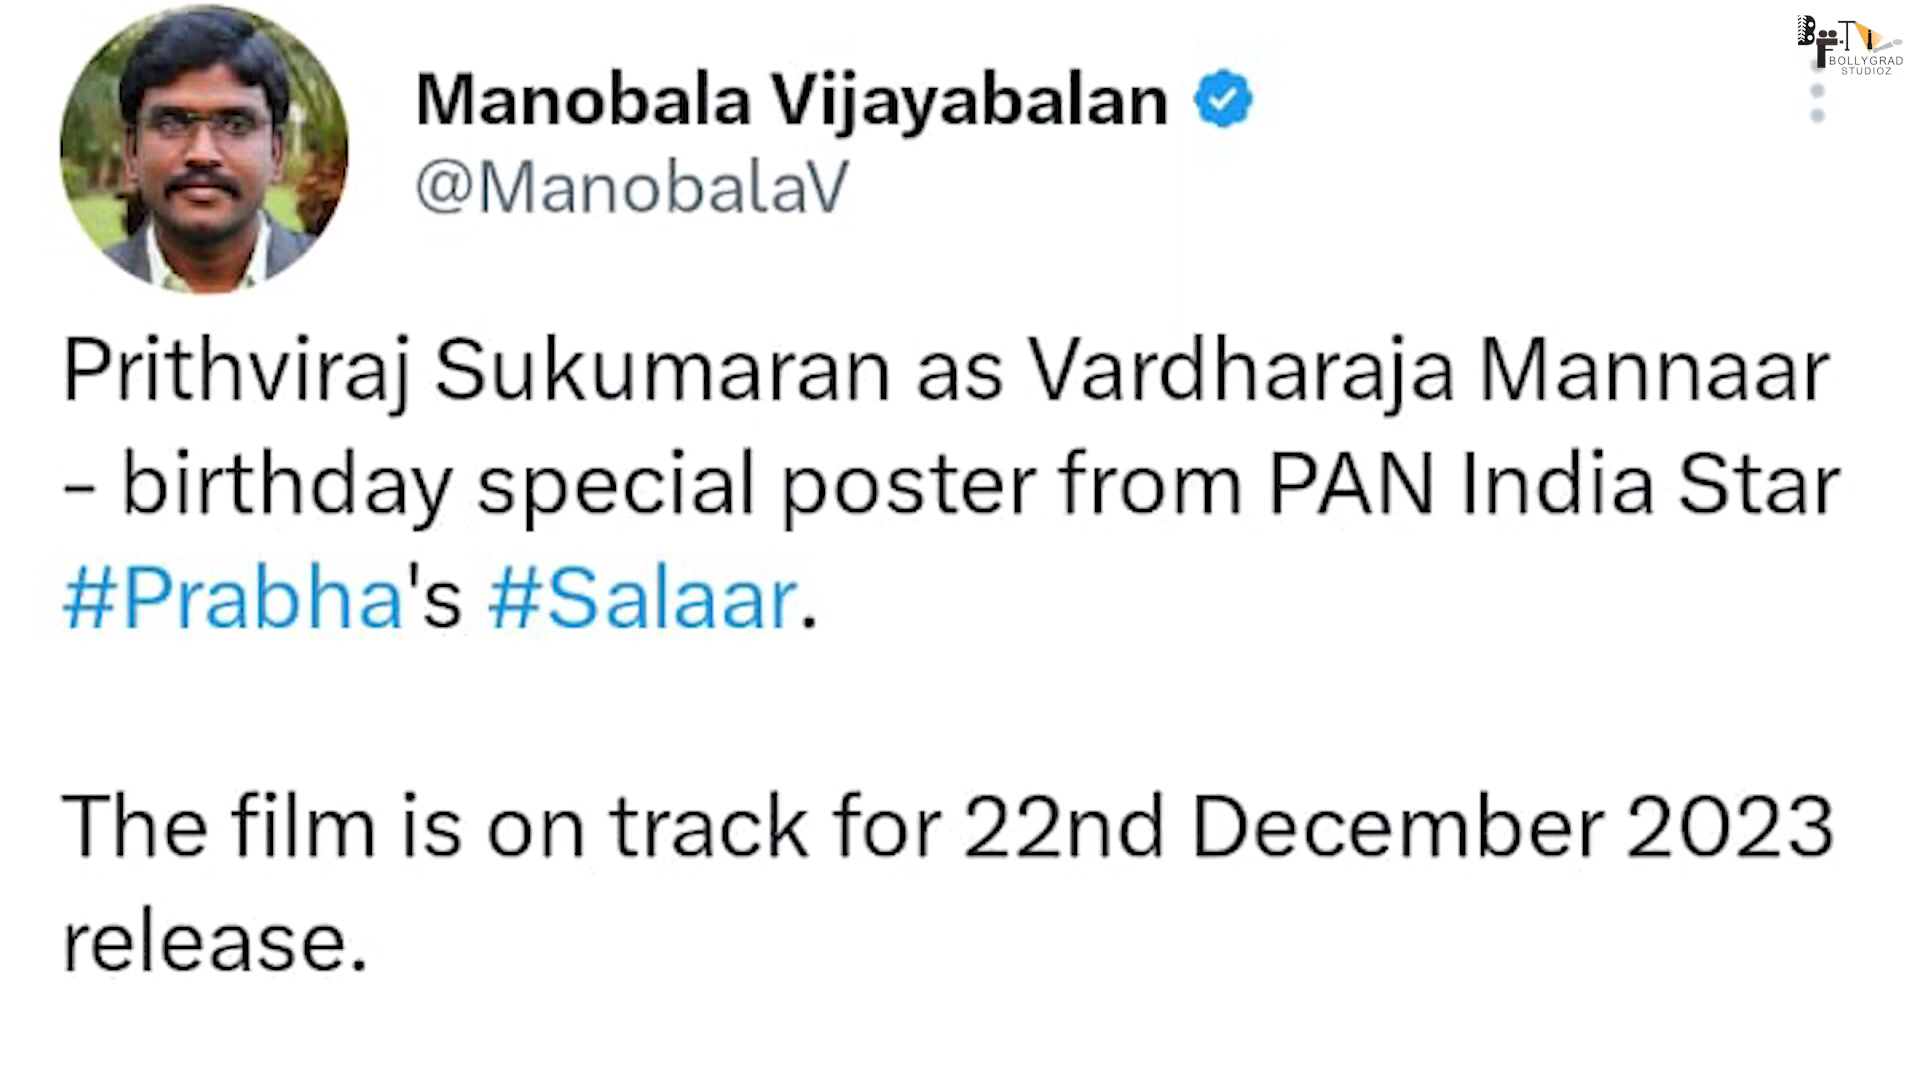 Manobala Vijayabalan
@ManobalaV
BOLLYGRAD
STUDIOZ
Prithviraj Sukumaran as Vardharaja Mannaar
- birthday special poster from PAN India Star
#Prabha's #Salaar.
The film is on track for 22nd December 2023
release.